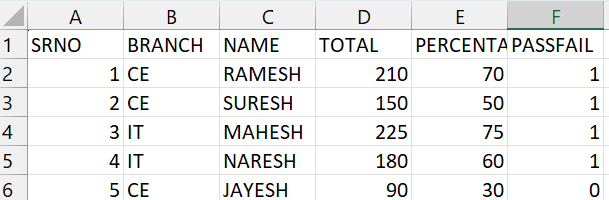 A B C D E F
1 SRNO BRANCH NAME TOTAL PERCENTA PASSFAIL
2 1 CE RAMESH 210 70 1
3 2 CE SURESH 150 50 1
4 3 IT MAHESH 225 75 1
5 4 IT NARESH 180 60 1
6 5 CE JAYESH 90 30 0